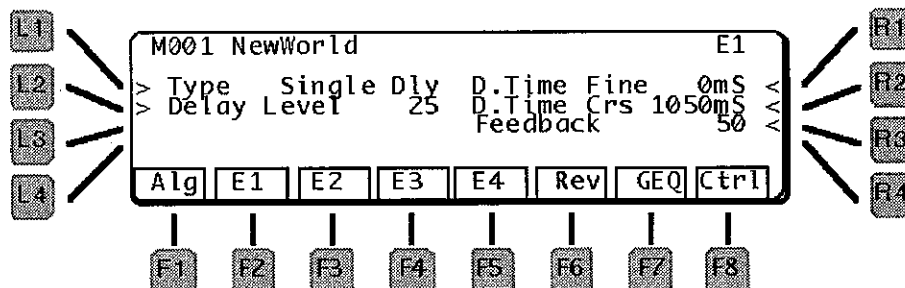 L1
L2
L3
L4
M001 NewWorld E1
> Type Single Dly D.Time Fine 0mS <
> Delay Level 25 D.Time Crs 1050mS <
Feedback 50 <
Alg E1 E2 E3 E4 Rev GEQ Ctrl
F1 F2 F3 F4 F5 F6 F7 F8
R1
R2
R3
R4